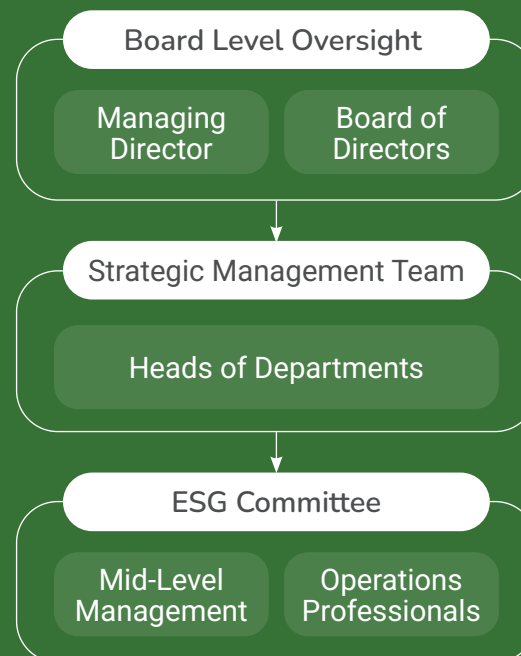 Board Level Oversight
Managing
Director
Board of
Directors
Strategic Management Team
Heads of Departments
ESG Committee
Mid-Level
Management
Operations
Professionals